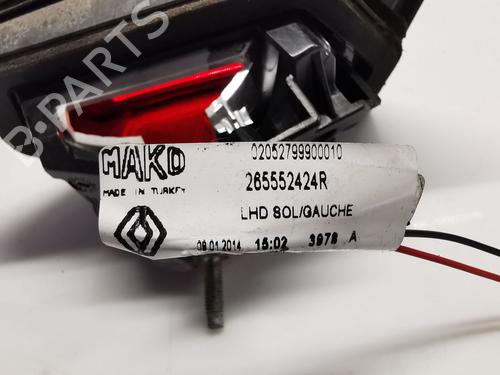 B-PARTS
MAKO
MADE IN TURKEY
02052799900010
265552424R
LHD SOL/GAUCHE
09.01.2014 15:02 3978 A